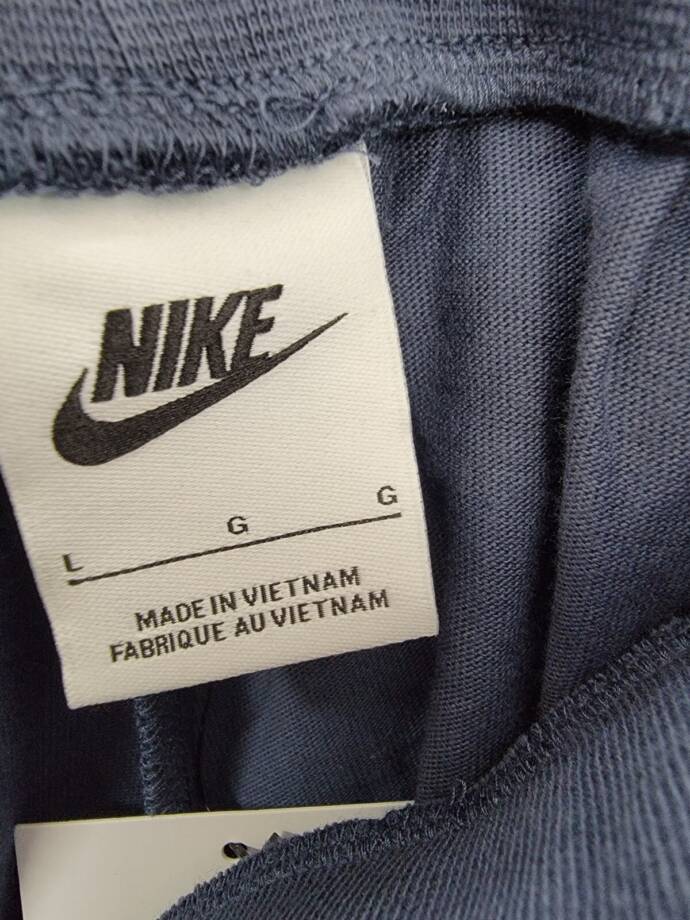 NIKE
L G G
MADE IN VIETNAM
FABRIQUE AU VIETNAM